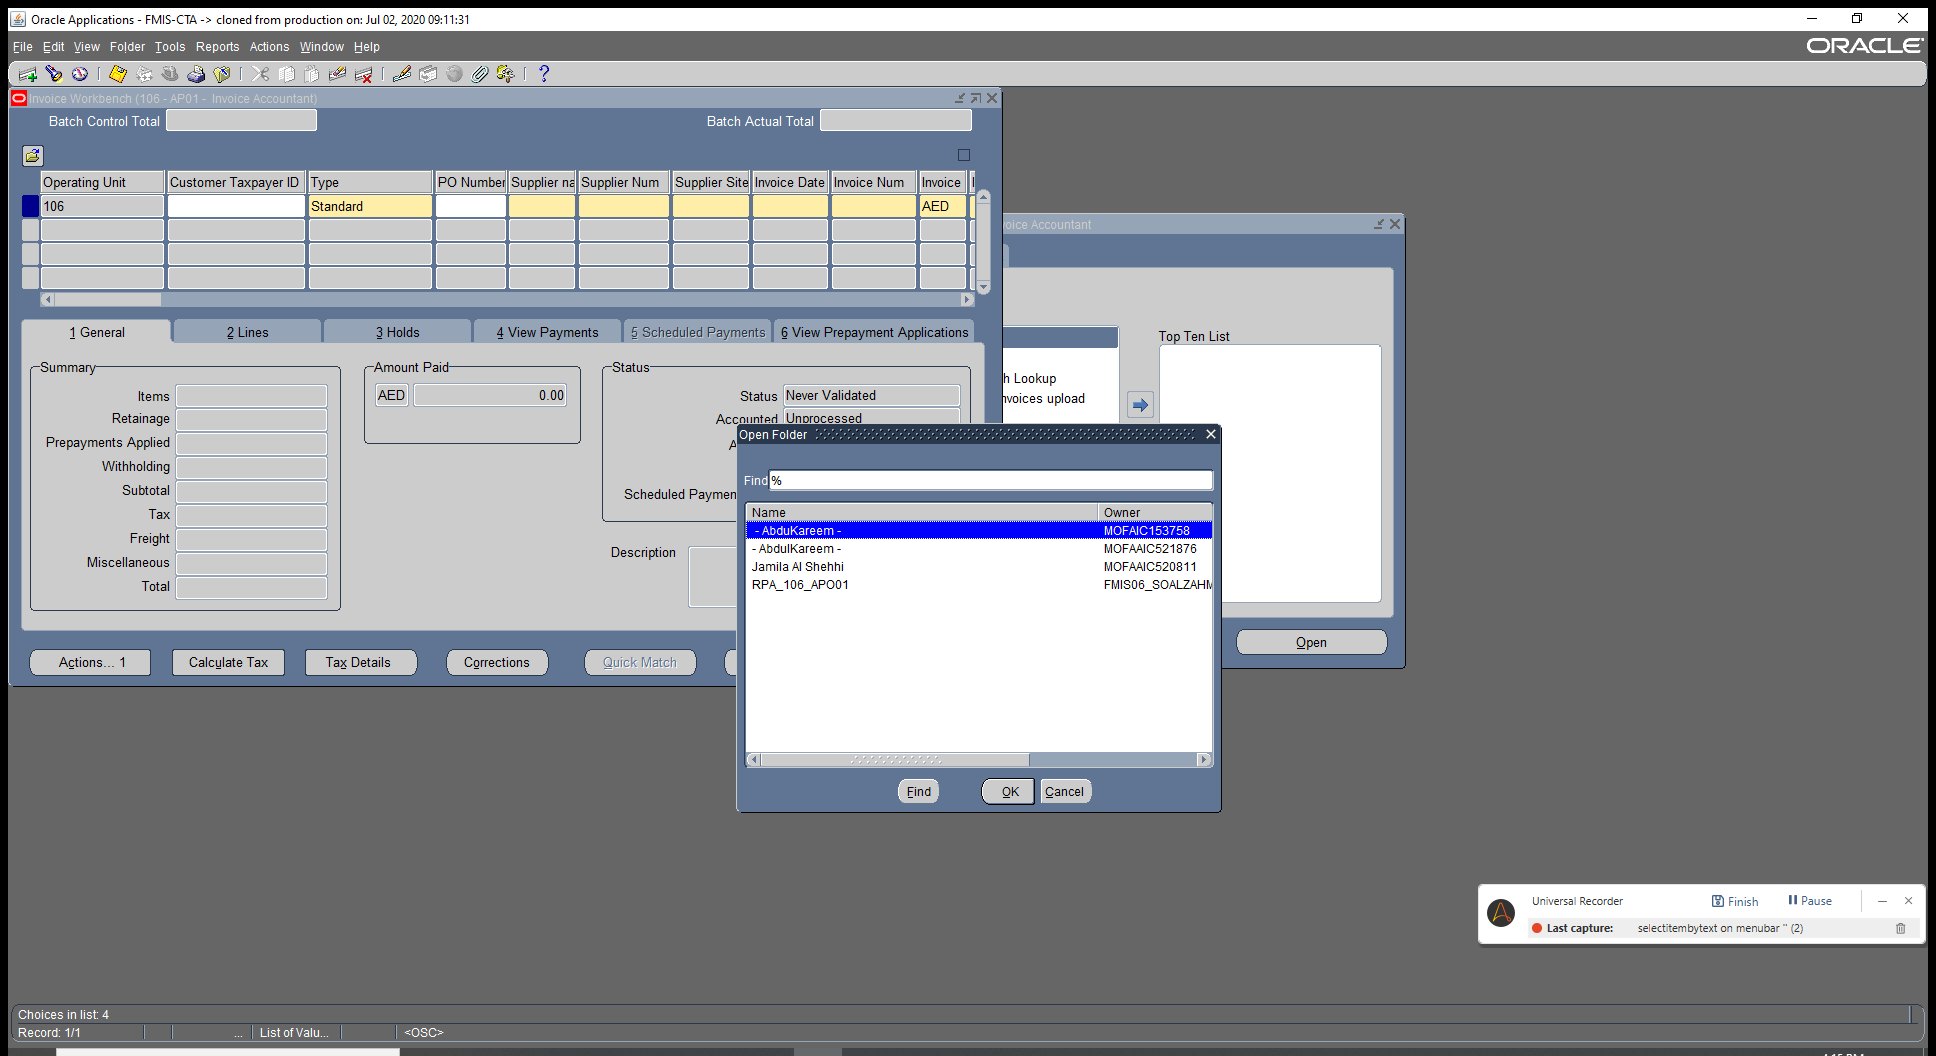 Oracle Applications - FMIS-CTA -> cloned from production on: Jul 02, 2020 09:11:31
File Edit View Folder Tools Reports Actions Window Help
ORACLE
Invoice Workbench (106 - AP01 - Invoice Accountant)
Batch Control Total
Batch Actual Total
Operating Unit Customer Taxpayer ID Type PO Number Supplier na Supplier Num Supplier Site Invoice Date Invoice Num Invoice
106 Standard AED
oice Accountant
1 General 2 Lines 3 Holds 4 View Payments 5 Scheduled Payments 6 View Prepayment Applications
Summary
Items
Retainage
Prepayments Applied
Withholding
Subtotal
Tax
Freight
Miscellaneous
Total
Amount Paid
AED 0.00
Status
Status Never Validated
Accounted Unprocessed
A
Scheduled Paymen
Description
h Lookup
nvoices upload
Top Ten List
Open
Actions... 1 Calculate Tax Tax Details Corrections Quick Match
Open Folder
Find %
Name Owner
- AbduKareem - MOFAIC153758
- AbdulKareem - MOFAAIC521876
Jamila Al Shehhi MOFAAIC520811
RPA_106_APO01 FMIS06_SOALZAHM
Find OK Cancel
Universal Recorder Finish Pause
Last capture: selectitembytext on menubar '' (2)
Choices in list: 4
Record: 1/1 ... List of Valu... <OSC>